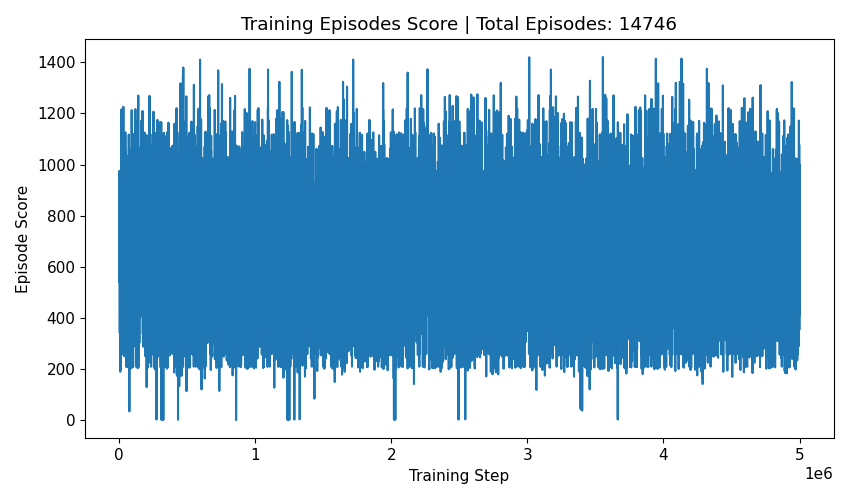 Training Episodes Score | Total Episodes: 14746
1400
1200
1000
800
600
400
200
0
Episode Score
0 1 2 3 4 5
1e6
Training Step